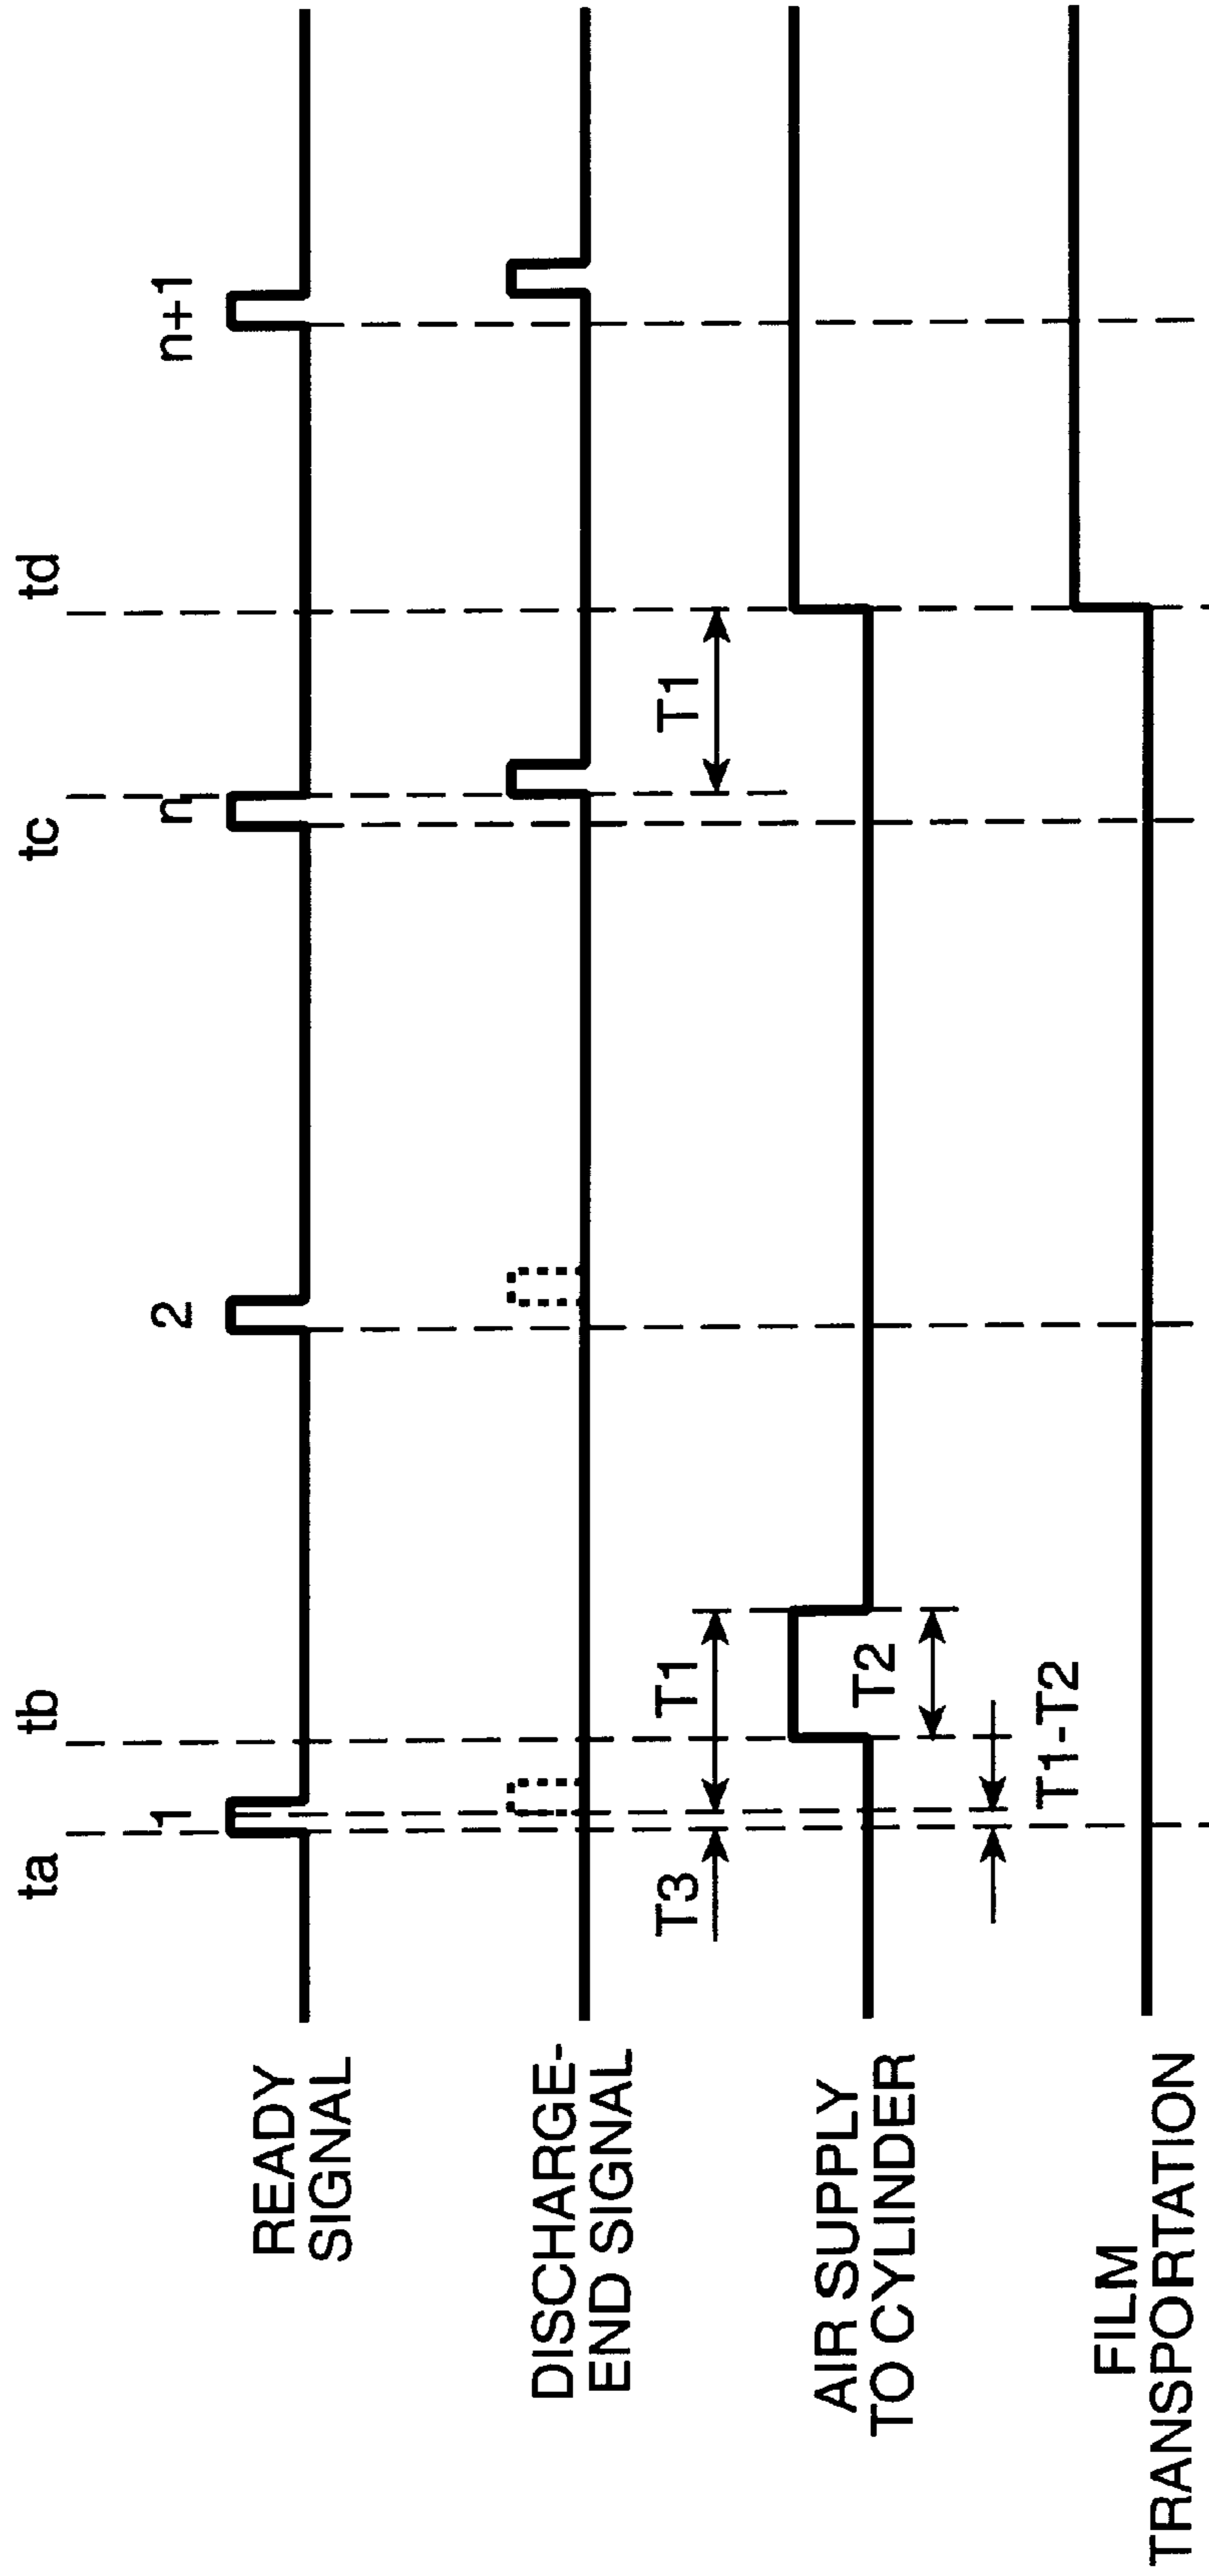 ta
tb
tc
td
1
2
n
n+1
READY
SIGNAL
DISCHARGE-
END SIGNAL
T3
T1
T1
AIR SUPPLY
TO CYLINDER
T2
T1-T2
FILM
TRANSPORTATION